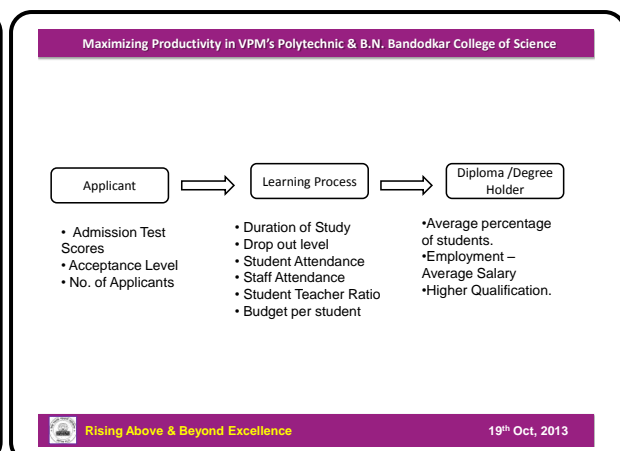 Maximizing Productivity in VPM's Polytechnic & B.N. Bandodkar College of Science
Applicant
Learning Process
Diploma /Degree
Holder
• Admission Test
Scores
• Acceptance Level
• No. of Applicants
• Duration of Study
• Drop out level
• Student Attendance
• Staff Attendance
• Student Teacher Ratio
• Budget per student
•Average percentage
of students.
•Employment –
Average Salary
•Higher Qualification.
Rising Above & Beyond Excellence
19th Oct, 2013